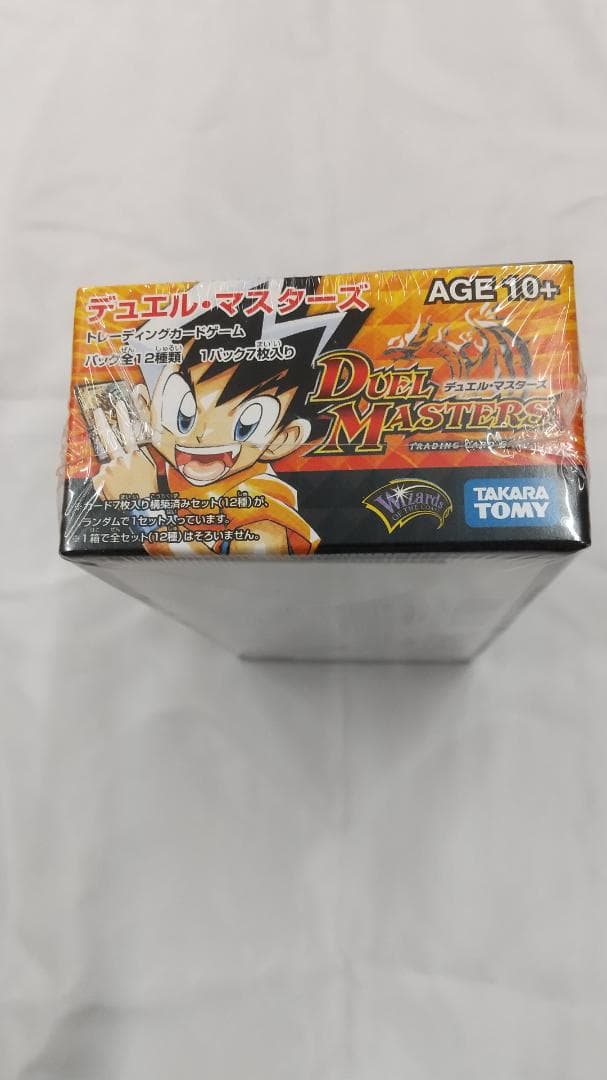 デュエル・マスターズ
AGE 10+
トレーディングカードゲーム
パック全12種類 1パック7枚入り
DUEL MASTERS
デュエル・マスターズ
TRADING CARD
※カード7枚入り構築済みセット(12種)が、
ランダムで1セット入っています。
※1箱で全セット(12種)はそろいません。
Wizards
OF THE COAST
TAKARA
TOMY